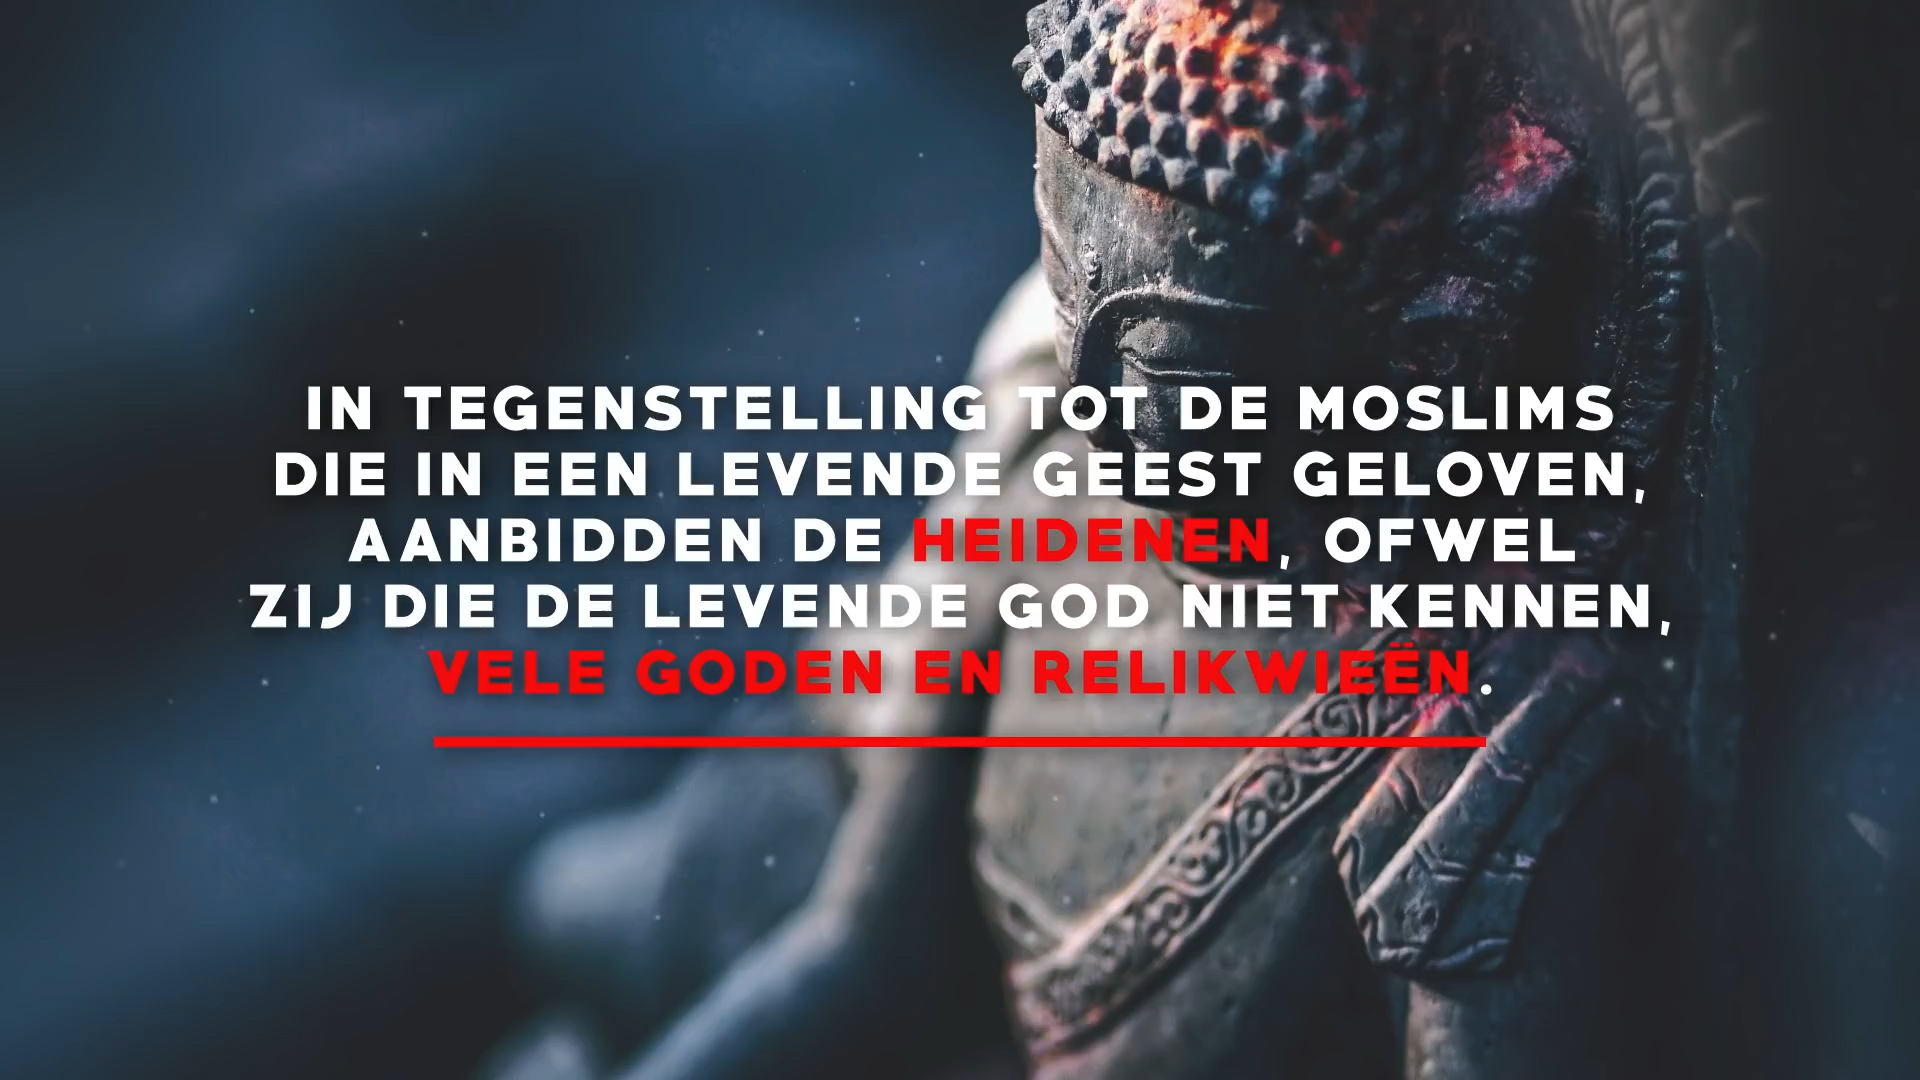 IN TEGENSTELLING TOT DE MOSLIMS
DIE IN EEN LEVENDE GEEST GELOVEN,
AANBIDDEN DE HEIDENEN, OFWEL
ZIJ DIE DE LEVENDE GOD NIET KENNEN,
VELE GODEN EN RELIKWIEËN.